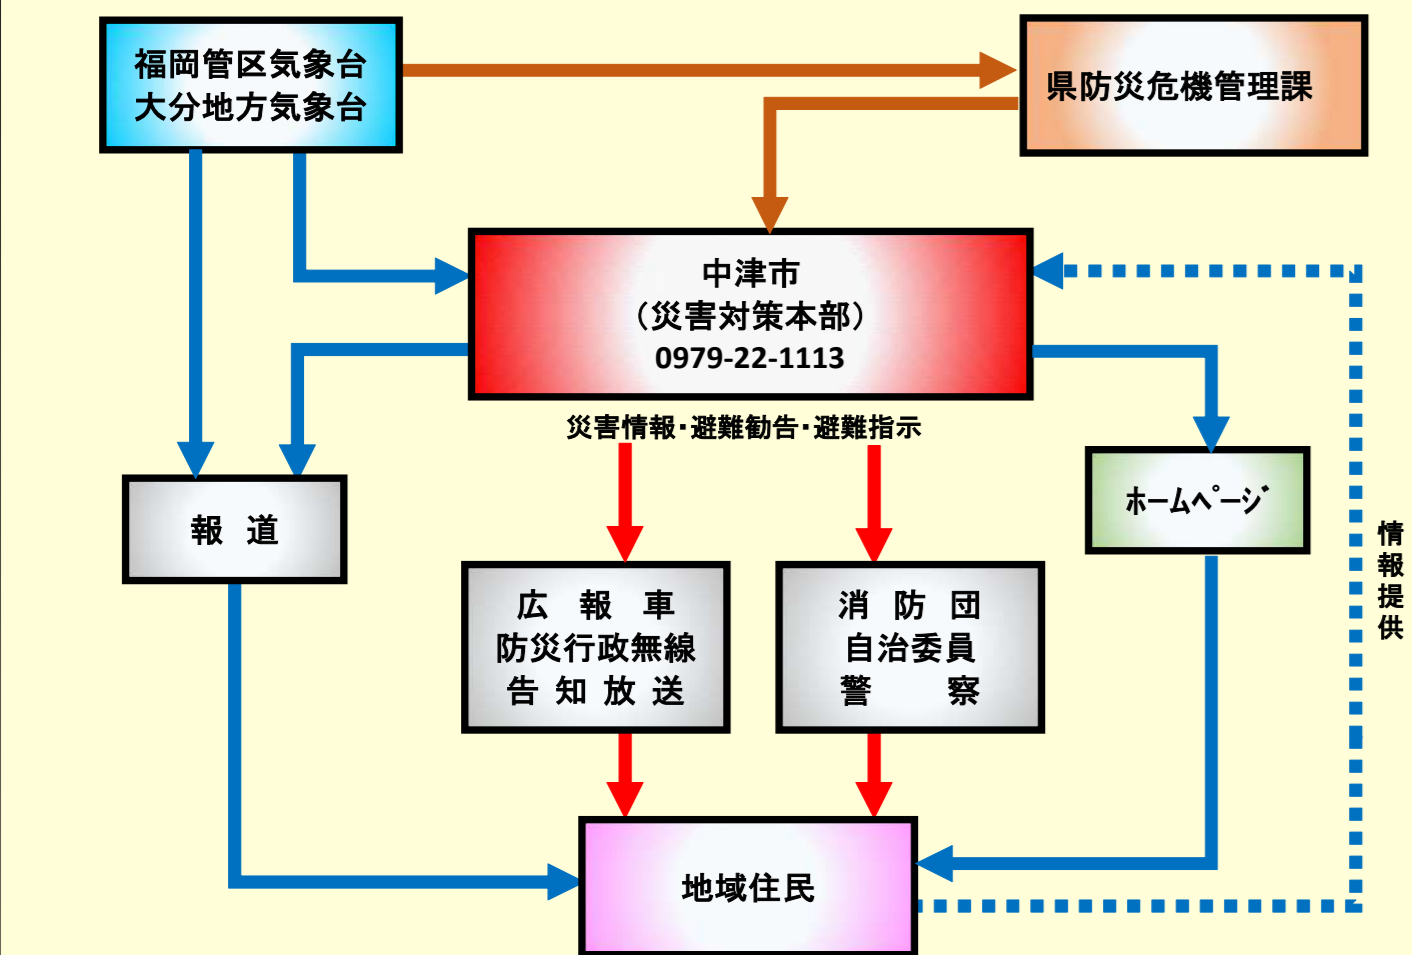 福岡管区気象台
大分地方気象台
県防災危機管理課
中津市
（災害対策本部）
0979-22-1113
災害情報・避難勧告・避難指示
報 道
ﾎｰﾑﾍﾟｰｼﾞ
広 報 車
防災行政無線
告 知 放 送
消 防 団
自治委員
警 察
情報提供
地域住民